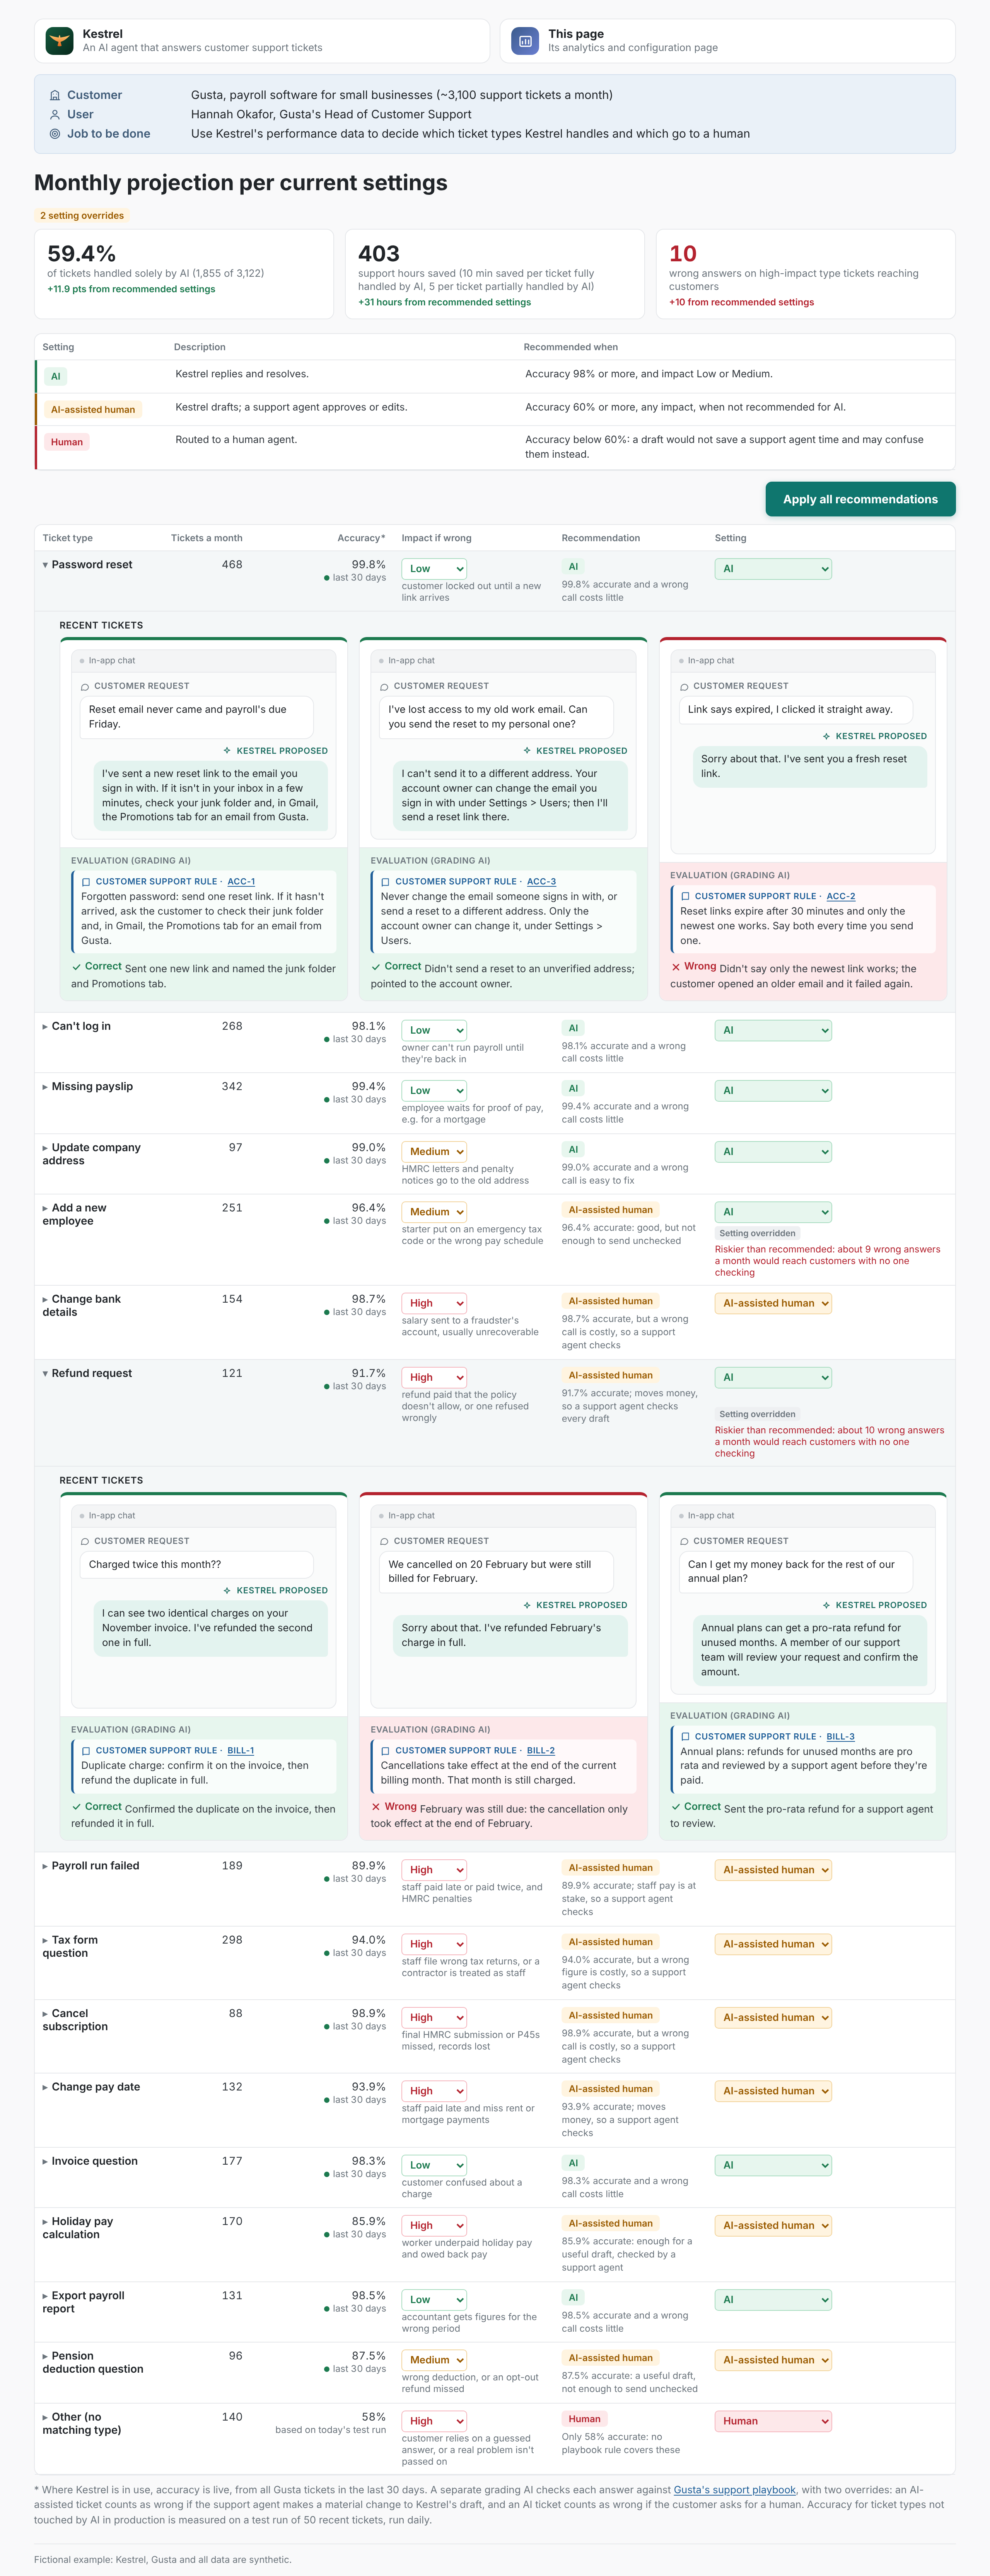 Kestrel
An AI agent that answers customer support tickets
This page
Its analytics and configuration page
Customer
Gusta, payroll software for small businesses (~3,100 support tickets a month)
User
Hannah Okafor, Gusta's Head of Customer Support
Job to be done
Use Kestrel's performance data to decide which ticket types Kestrel handles and which go to a human
Monthly projection per current settings
2 setting overrides
59.4%
of tickets handled solely by AI (1,855 of 3,122)
+11.9 pts from recommended settings
403
support hours saved (10 min saved per ticket fully
handled by AI, 5 per ticket partially handled by AI)
+31 hours from recommended settings
10
wrong answers on high-impact type tickets reaching
customers
+10 from recommended settings
Setting Description Recommended when
AI Kestrel replies and resolves. Accuracy 98% or more, and impact Low or Medium.
AI-assisted human Kestrel drafts; a support agent approves or edits. Accuracy 60% or more, any impact, when not recommended for AI.
Human Routed to a human agent. Accuracy below 60%: a draft would not save a support agent time and may confuse
them instead.
Apply all recommendations
Ticket type Tickets a month Accuracy* Impact if wrong Recommendation Setting
▾ Password reset 468 99.8% Low AI AI
last 30 days
customer locked out until a new
link arrives
99.8% accurate and a wrong
call costs little
RECENT TICKETS
In-app chat
CUSTOMER REQUEST
Reset email never came and payroll's due
Friday.
KESTREL PROPOSED
I've sent a new reset link to the email you
sign in with. If it isn't in your inbox in a few
minutes, check your junk folder and, in Gmail,
the Promotions tab for an email from Gusta.
EVALUATION (GRADING AI)
CUSTOMER SUPPORT RULE · ACC-1
Forgotten password: send one reset link. If it hasn't
arrived, ask the customer to check their junk folder
and, in Gmail, the Promotions tab for an email from
Gusta.
Correct Sent one new link and named the junk folder
and Promotions tab.
In-app chat
CUSTOMER REQUEST
I've lost access to my old work email. Can
you send the reset to my personal one?
KESTREL PROPOSED
I can't send it to a different address. Your
account owner can change the email you
sign in with under Settings > Users; then I'll
send a reset link there.
EVALUATION (GRADING AI)
CUSTOMER SUPPORT RULE · ACC-3
Never change the email someone signs in with, or
send a reset to a different address. Only the
account owner can change it, under Settings >
Users.
Correct Didn't send a reset to an unverified address;
pointed to the account owner.
In-app chat
CUSTOMER REQUEST
Link says expired, I clicked it straight away.
KESTREL PROPOSED
Sorry about that. I've sent you a fresh reset
link.
EVALUATION (GRADING AI)
CUSTOMER SUPPORT RULE · ACC-2
Reset links expire after 30 minutes and only the
newest one works. Say both every time you send
one.
Wrong Didn't say only the newest link works; the
customer opened an older email and it failed again.
▸ Can't log in 268 98.1% Low AI AI
last 30 days
owner can't run payroll until
they're back in
98.1% accurate and a wrong
call costs little
▸ Missing payslip 342 99.4% Low AI AI
last 30 days
employee waits for proof of pay,
e.g. for a mortgage
99.4% accurate and a wrong
call costs little
▸ Update company
address
97 99.0% Medium AI AI
last 30 days
HMRC letters and penalty
notices go to the old address
99.0% accurate and a wrong
call is easy to fix
▸ Add a new
employee
251 96.4% Medium AI-assisted human AI
last 30 days
starter put on an emergency tax
code or the wrong pay schedule
96.4% accurate: good, but not
enough to send unchecked
Setting overridden
Riskier than recommended: about 9 wrong answers
a month would reach customers with no one
checking
▸ Change bank
details
154 98.7% High AI-assisted human AI-assisted human
last 30 days
salary sent to a fraudster's
account, usually unrecoverable
98.7% accurate, but a wrong
call is costly, so a support
agent checks
▾ Refund request 121 91.7% High AI-assisted human AI
last 30 days
refund paid that the policy
doesn't allow, or one refused
wrongly
91.7% accurate; moves money,
so a support agent checks
every draft
Setting overridden
Riskier than recommended: about 10 wrong answers
a month would reach customers with no one
checking
RECENT TICKETS
In-app chat
CUSTOMER REQUEST
Charged twice this month??
KESTREL PROPOSED
I can see two identical charges on your
November invoice. I've refunded the second
one in full.
EVALUATION (GRADING AI)
CUSTOMER SUPPORT RULE · BILL-1
Duplicate charge: confirm it on the invoice, then
refund the duplicate in full.
Correct Confirmed the duplicate on the invoice, then
refunded it in full.
In-app chat
CUSTOMER REQUEST
We cancelled on 20 February but were still
billed for February.
KESTREL PROPOSED
Sorry about that. I've refunded February's
charge in full.
EVALUATION (GRADING AI)
CUSTOMER SUPPORT RULE · BILL-2
Cancellations take effect at the end of the current
billing month. That month is still charged.
Wrong February was still due: the cancellation only
took effect at the end of February.
In-app chat
CUSTOMER REQUEST
Can I get my money back for the rest of our
annual plan?
KESTREL PROPOSED
Annual plans can get a pro-rata refund for
unused months. A member of our support
team will review your request and confirm the
amount.
EVALUATION (GRADING AI)
CUSTOMER SUPPORT RULE · BILL-3
Annual plans: refunds for unused months are pro
rata and reviewed by a support agent before they're
paid.
Correct Sent the pro-rata refund for a support agent
to review.
▸ Payroll run failed 189 89.9% High AI-assisted human AI-assisted human
last 30 days
staff paid late or paid twice, and
HMRC penalties
89.9% accurate; staff pay is at
stake, so a support agent
checks
▸ Tax form
question
298 94.0% High AI-assisted human AI-assisted human
last 30 days
staff file wrong tax returns, or a
contractor is treated as staff
94.0% accurate, but a wrong
figure is costly, so a support
agent checks
▸ Cancel
subscription
88 98.9% High AI-assisted human AI-assisted human
last 30 days
final HMRC submission or P45s
missed, records lost
98.9% accurate, but a wrong
call is costly, so a support
agent checks
▸ Change pay date 132 93.9% High AI-assisted human AI-assisted human
last 30 days
staff paid late and miss rent or
mortgage payments
93.9% accurate; moves
money, so a support agent
checks
▸ Invoice question 177 98.3% Low AI AI
last 30 days
customer confused about a
charge
98.3% accurate and a wrong
call costs little
▸ Holiday pay
calculation
170 85.9% High AI-assisted human AI-assisted human
last 30 days
worker underpaid holiday pay
and owed back pay
85.9% accurate: enough for a
useful draft, checked by a
support agent
▸ Export payroll
report
131 98.5% Low AI AI
last 30 days
accountant gets figures for the
wrong period
98.5% accurate and a wrong
call costs little
▸ Pension
deduction question
96 87.5% Medium AI-assisted human AI-assisted human
last 30 days
wrong deduction, or an opt-out
refund missed
87.5% accurate: a useful draft,
not enough to send unchecked
▸ Other (no
matching type)
140 58% High Human Human
based on today's test run
customer relies on a guessed
answer, or a real problem isn't
passed on
Only 58% accurate: no
playbook rule covers these
* Where Kestrel is in use, accuracy is live, from all Gusta tickets in the last 30 days. A separate grading AI checks each answer against Gusta's support playbook, with two overrides: an AI-
assisted ticket counts as wrong if the support agent makes a material change to Kestrel's draft, and an AI ticket counts as wrong if the customer asks for a human. Accuracy for ticket types not
touched by AI in production is measured on a test run of 50 recent tickets, run daily.
Fictional example: Kestrel, Gusta and all data are synthetic.